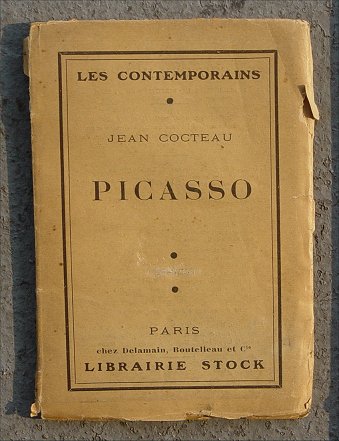 LES CONTEMPORAINS
JEAN COCTEAU
PICASSO
PARIS
chez Delamain, Boutelleau et Cie
LIBRAIRIE STOCK